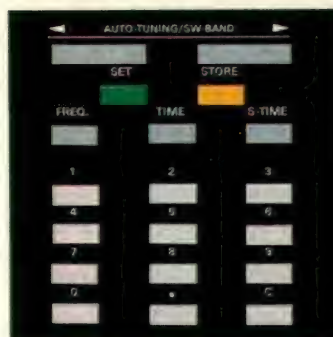 AUTO-TUNING/SW-BAND
SET STORE
FREQ. TIME S-TIME
1 2 3
4 5 6
7 8 9
0 • C